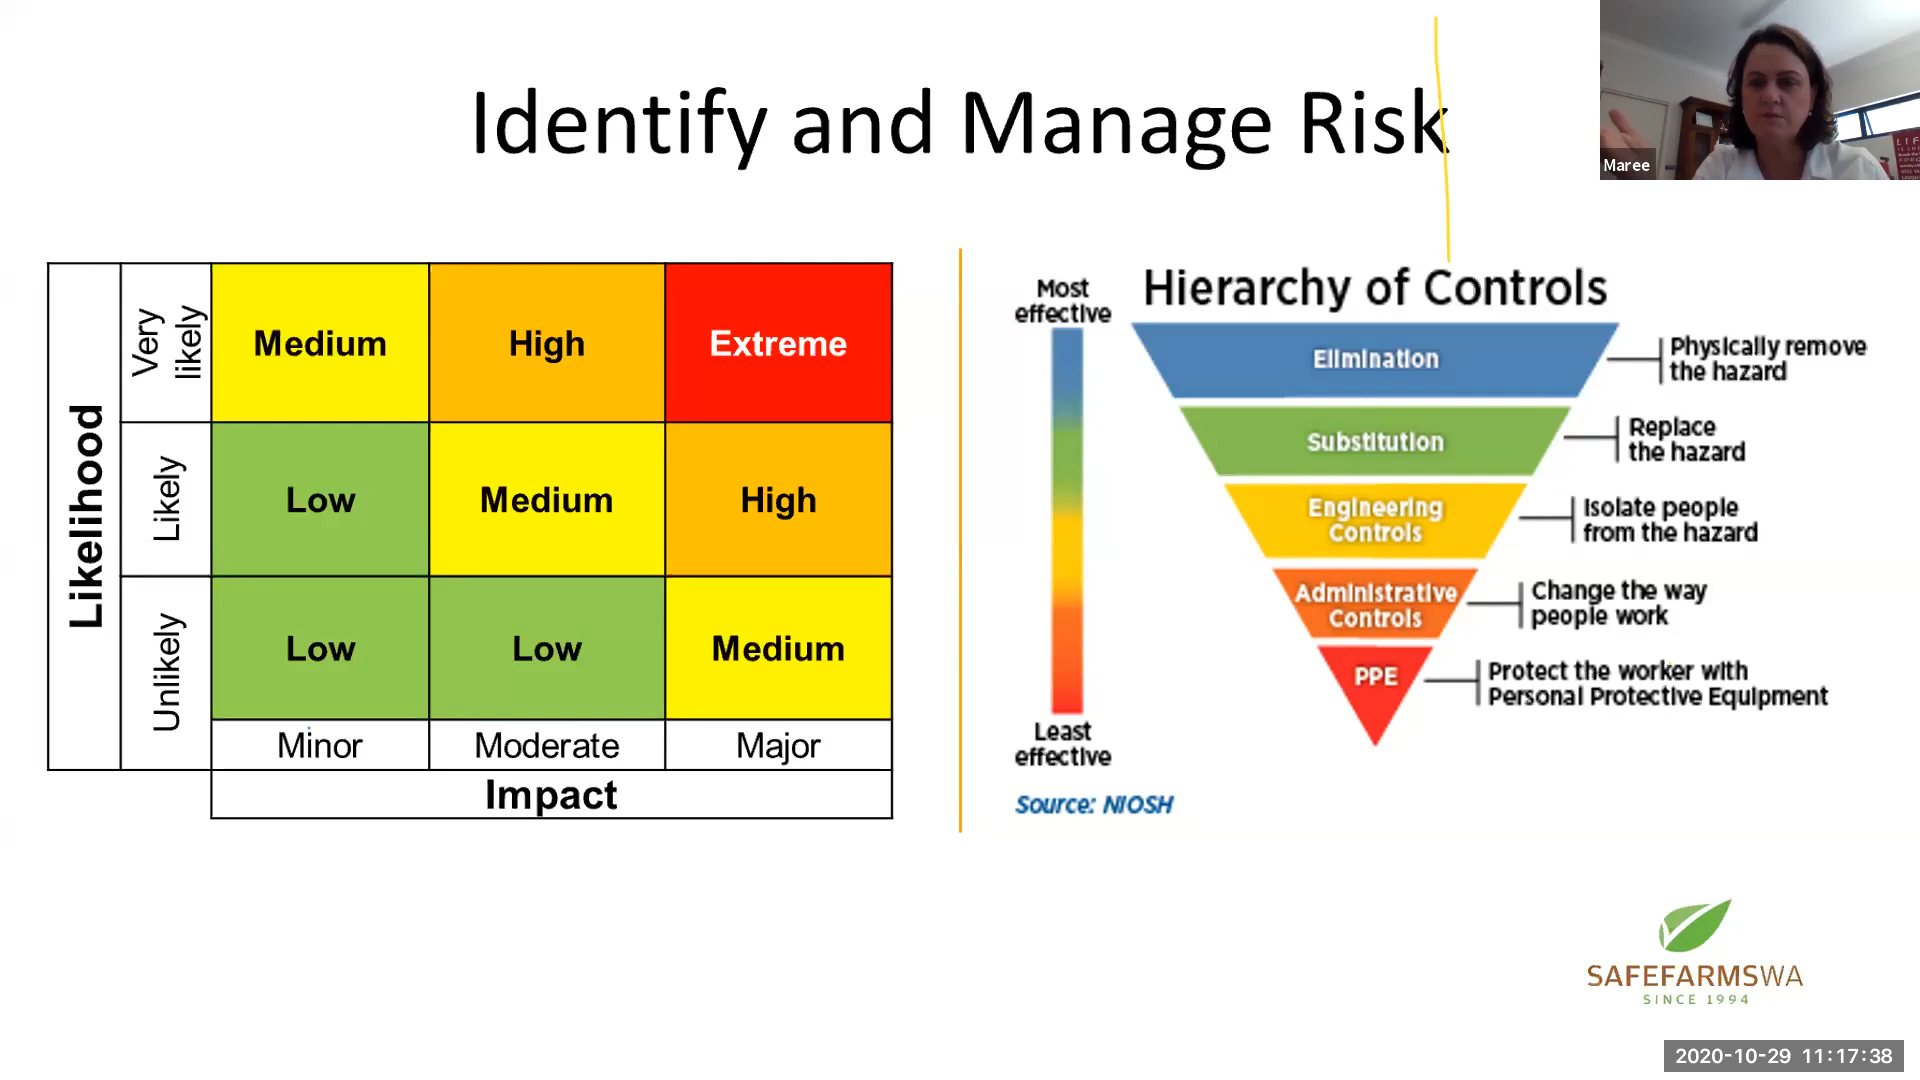 Identify and Manage Risk
Maree
LIFE
Likelihood
Very
likely
Medium
High
Extreme
Likely
Low
Medium
High
Unlikely
Low
Low
Medium
Minor
Moderate
Major
Impact
Hierarchy of Controls
Most
effective
Elimination
Physically remove
the hazard
Substitution
Replace
the hazard
Engineering
Controls
Isolate people
from the hazard
Administrative
Controls
Change the way
people work
PPE
Protect the worker with
Personal Protective Equipment
Least
effective
Source: NIOSH
SAFEFARMSWA
SINCE 1994
2020-10-29 11:17:38